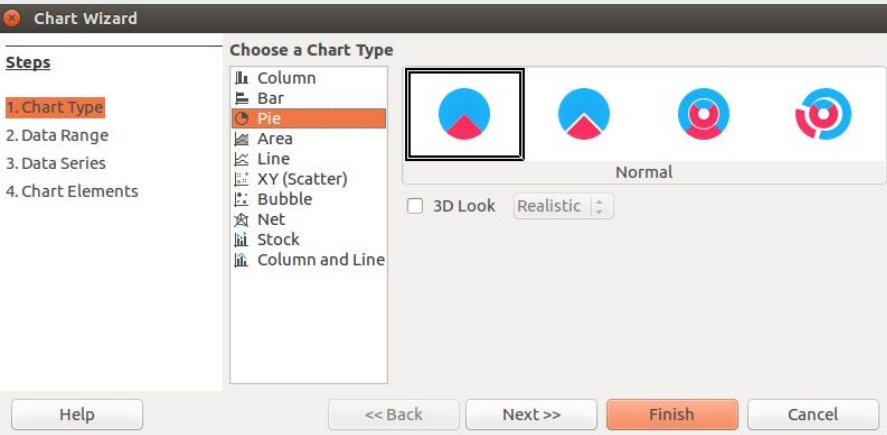 Chart Wizard
Steps
1. Chart Type
2. Data Range
3. Data Series
4. Chart Elements
Choose a Chart Type
Column
Bar
Pie
Area
Line
XY (Scatter)
Bubble
Net
Stock
Column and Line
Normal
3D Look Realistic
Help << Back Next >> Finish Cancel